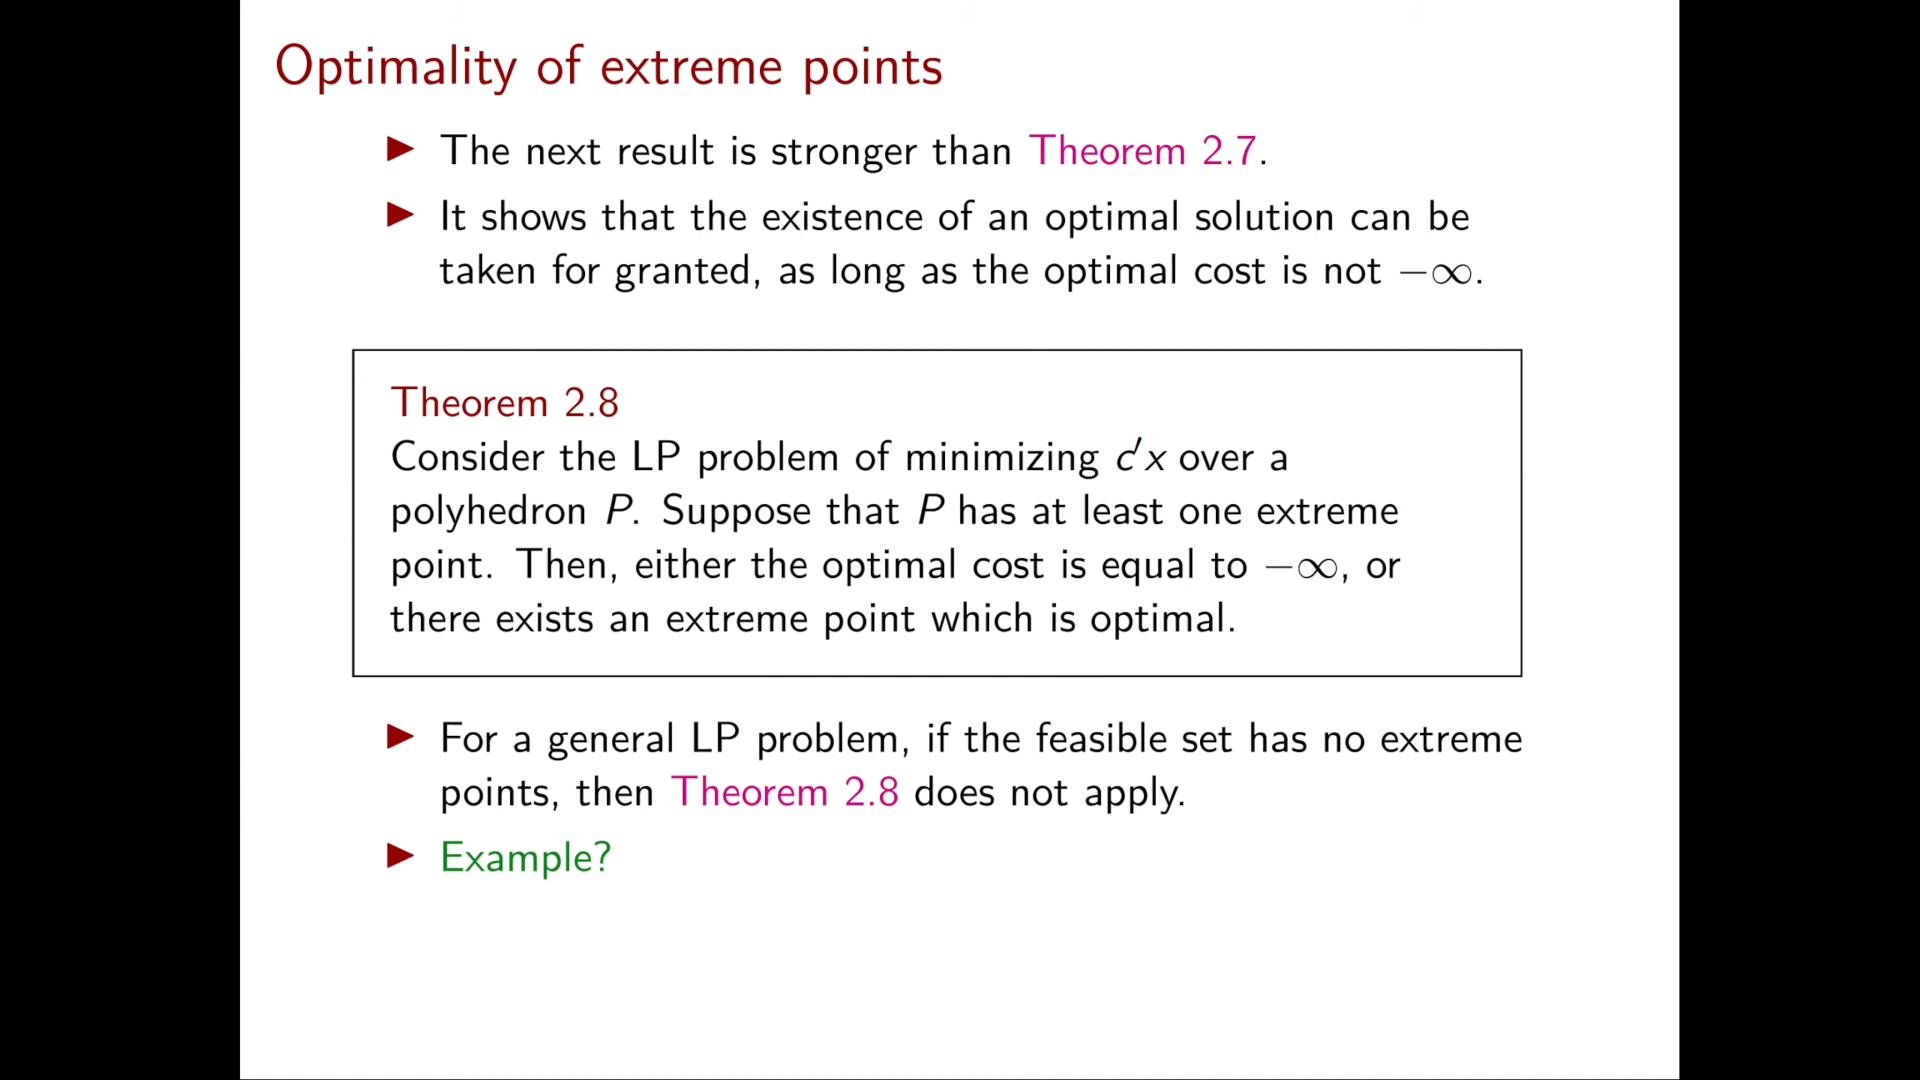 Optimality of extreme points
▶ The next result is stronger than Theorem 2.7.
▶ It shows that the existence of an optimal solution can be
taken for granted, as long as the optimal cost is not −∞.
Theorem 2.8
Consider the LP problem of minimizing c′x over a
polyhedron P. Suppose that P has at least one extreme
point. Then, either the optimal cost is equal to −∞, or
there exists an extreme point which is optimal.
▶ For a general LP problem, if the feasible set has no extreme
points, then Theorem 2.8 does not apply.
▶ Example?